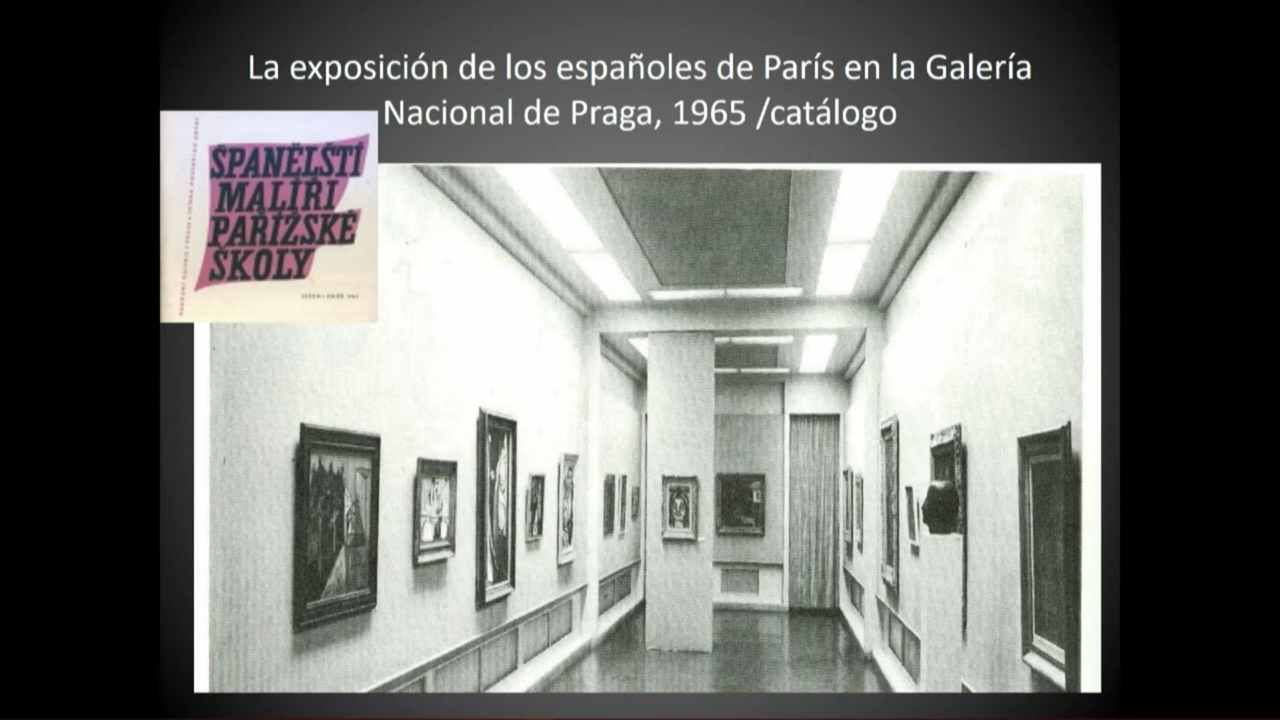 La exposición de los españoles de París en la Galería
Nacional de Praga, 1965 /catálogo
ŠPANĚLŠTÍ
MALÍŘI
PAŘÍŽSKÉ
ŠKOLY